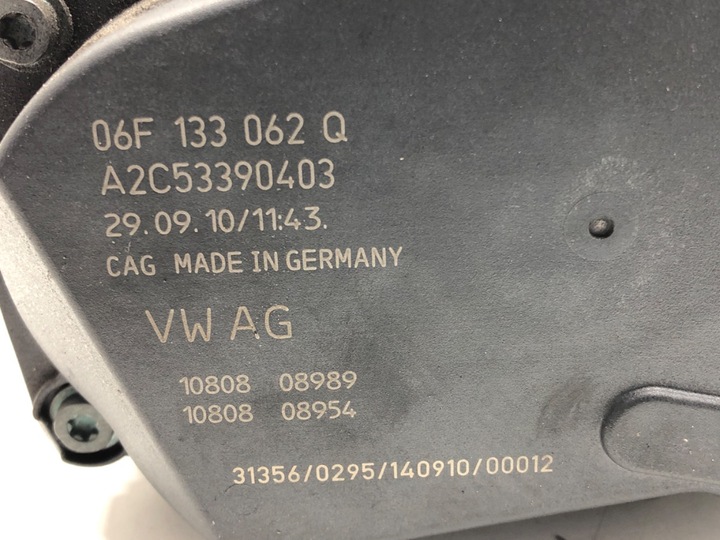 06F 133 062 Q
A2C53390403
29.09.10/11:43.
CAG MADE IN GERMANY
VW AG
10808 08989
10808 08954
31356/0295/140910/00012